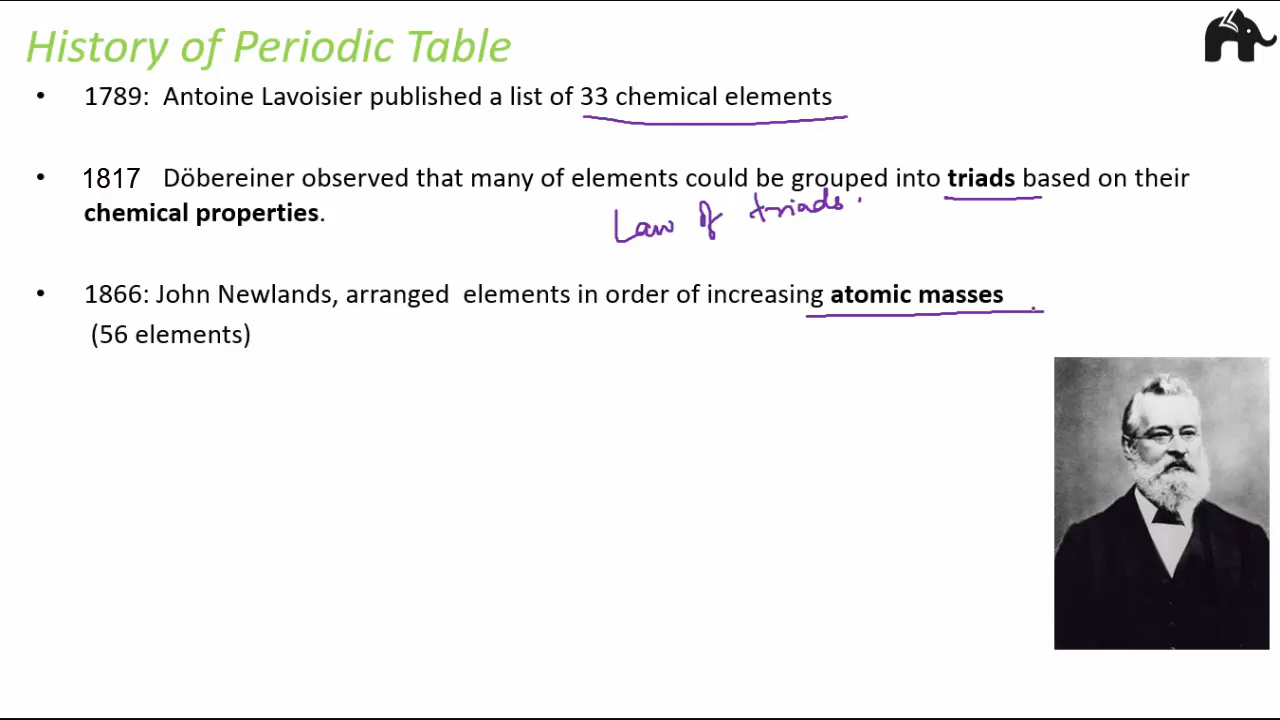 History of Periodic Table
• 1789: Antoine Lavoisier published a list of 33 chemical elements
• 1817 Döbereiner observed that many of elements could be grouped into triads based on their
chemical properties.
Law of triads.
• 1866: John Newlands, arranged elements in order of increasing atomic masses
(56 elements)